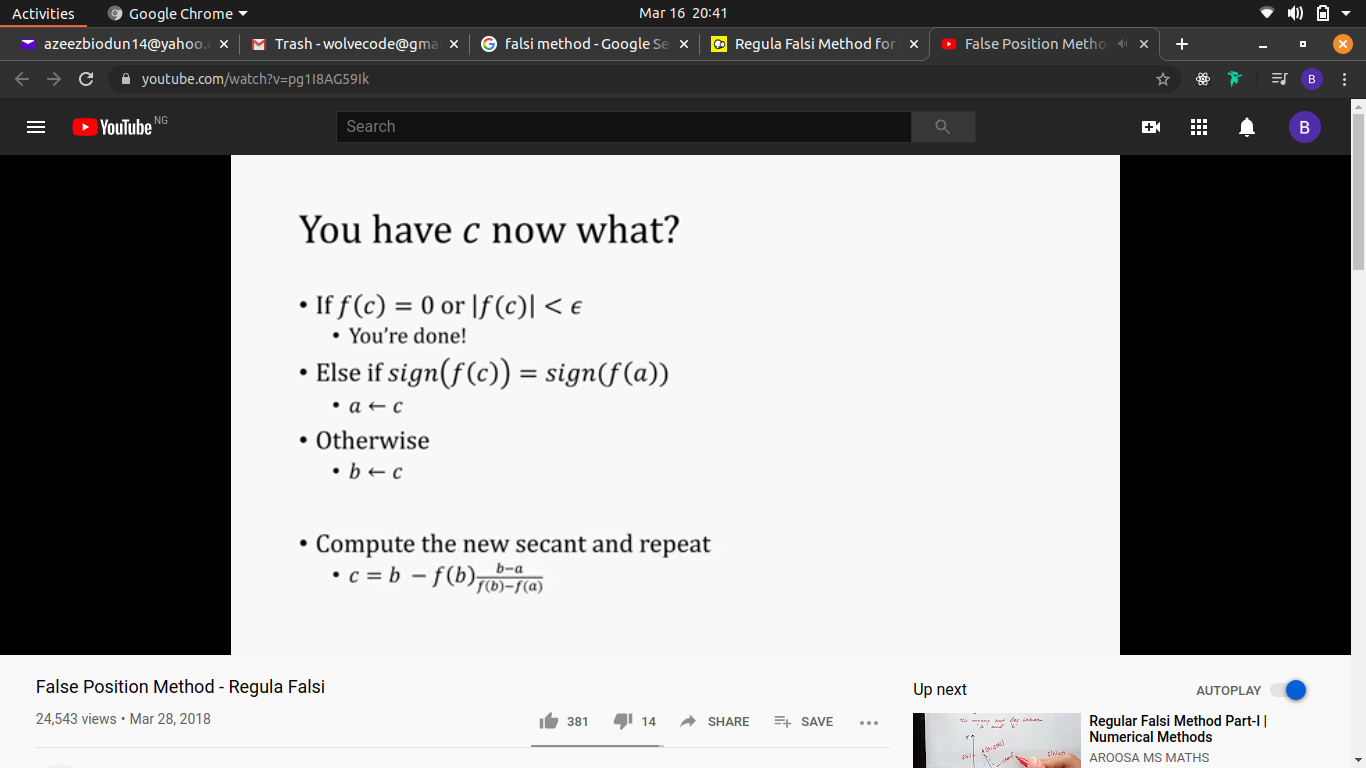 Activities
Google Chrome
Mar 16 20:41
azeezbiodun14@yahoo.
Trash - wolvecode@gma
falsi method - Google Se
Regula Falsi Method for
False Position Metho
youtube.com/watch?v=pg1I8AG59Ik
B
YouTube NG
Search
B
You have c now what?
• If f(c) = 0 or |f(c)| < ϵ
• You're done!
• Else if sign(f(c)) = sign(f(a))
• a ← c
• Otherwise
• b ← c
• Compute the new secant and repeat
• c = b − f(b) (b−a)/(f(b)−f(a))
False Position Method - Regula Falsi
24,543 views • Mar 28, 2018
381
14
SHARE
SAVE
Up next
AUTOPLAY
Regular Falsi Method Part-I |
Numerical Methods
AROOSA MS MATHS